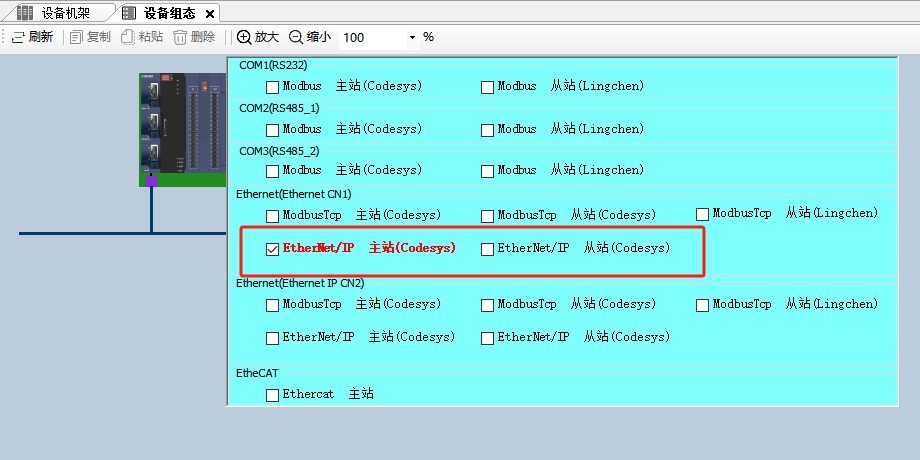 设备机架 设备组态
刷新 复制 粘贴 删除 放大 缩小 100 %
COM1(RS232)
Modbus 主站(Codesys) Modbus 从站(Lingchen)
COM2(RS485_1)
Modbus 主站(Codesys) Modbus 从站(Lingchen)
COM3(RS485_2)
Modbus 主站(Codesys) Modbus 从站(Lingchen)
Ethernet(Ethernet CN1)
ModbusTcp 主站(Codesys) ModbusTcp 从站(Codesys) ModbusTcp 从站(Lingchen)
EtherNet/IP 主站(Codesys) EtherNet/IP 从站(Codesys)
Ethernet(Ethernet IP CN2)
ModbusTcp 主站(Codesys) ModbusTcp 从站(Codesys) ModbusTcp 从站(Lingchen)
EtherNet/IP 主站(Codesys) EtherNet/IP 从站(Codesys)
EtheCAT
Ethercat 主站